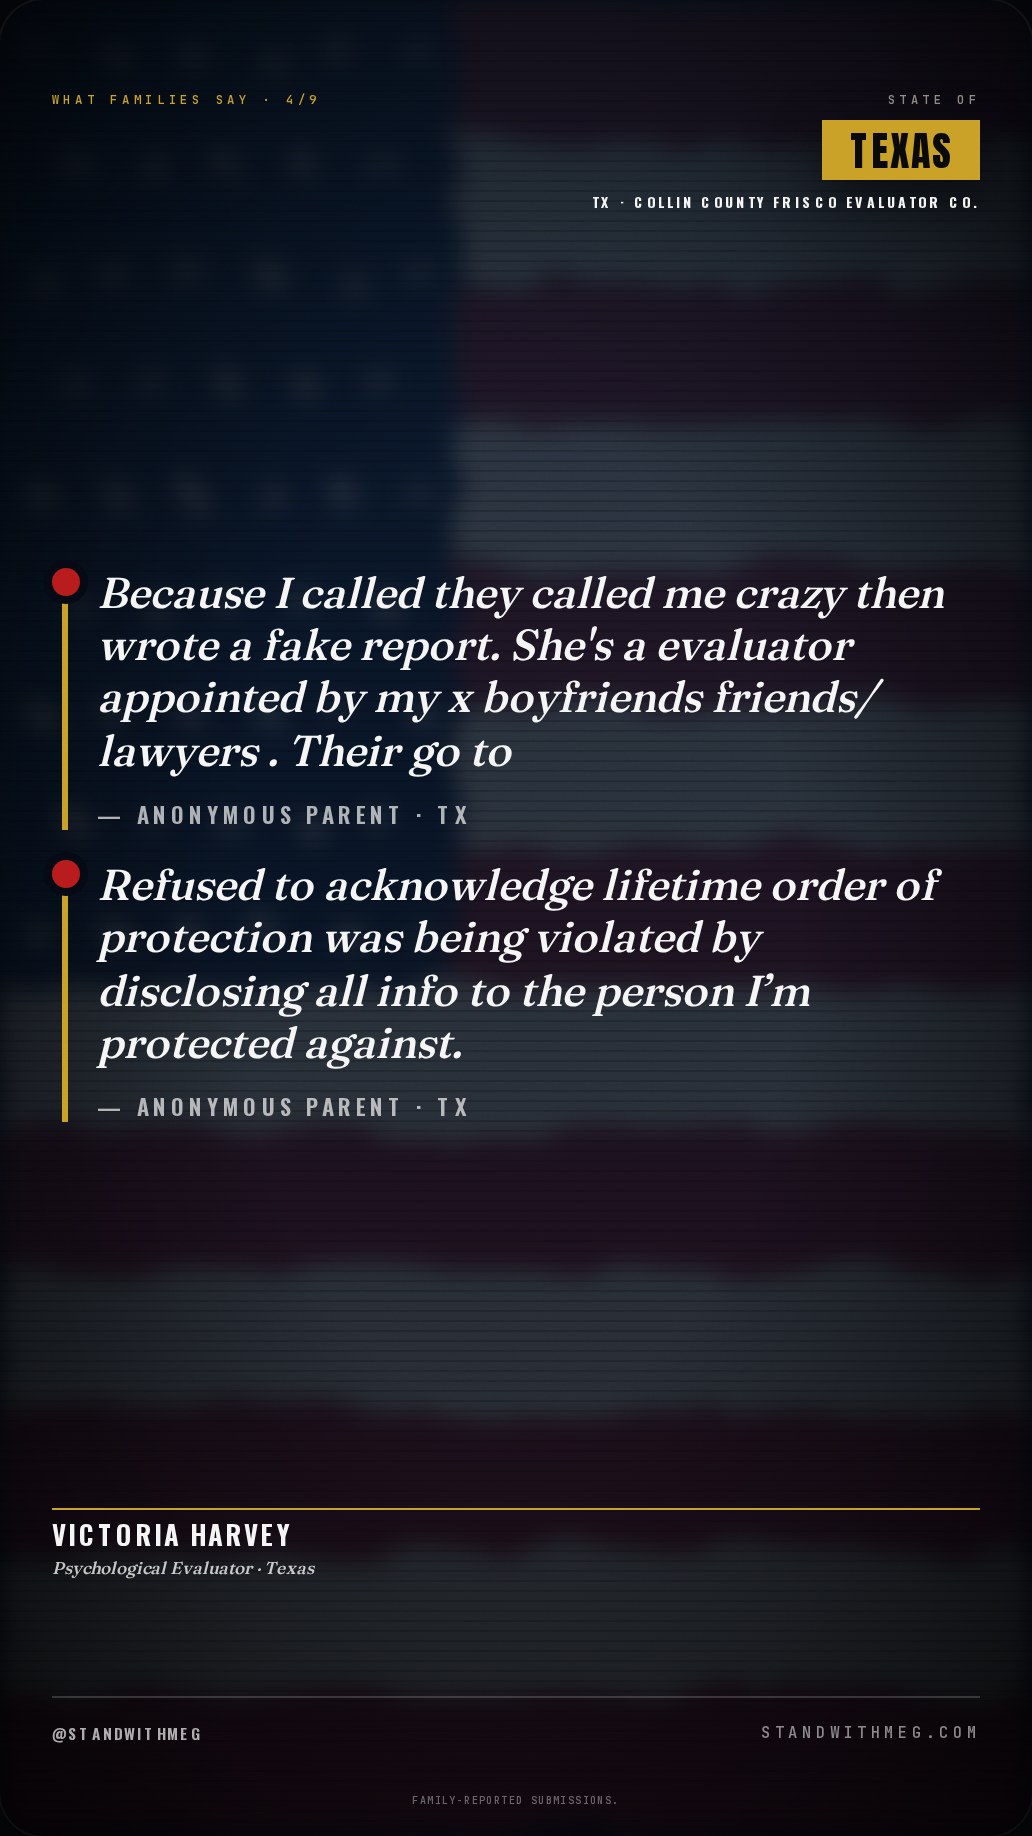 WHAT FAMILIES SAY · 4/9
STATE OF
TEXAS
TX · COLLIN COUNTY FRISCO EVALUATOR CO.
Because I called they called me crazy then
wrote a fake report. She's a evaluator
appointed by my x boyfriends friends/
lawyers . Their go to
— ANONYMOUS PARENT · TX
Refused to acknowledge lifetime order of
protection was being violated by
disclosing all info to the person I’m
protected against.
— ANONYMOUS PARENT · TX
VICTORIA HARVEY
Psychological Evaluator · Texas
@STANDWITHMEG
STANDWITHMEG.COM
FAMILY-REPORTED SUBMISSIONS.